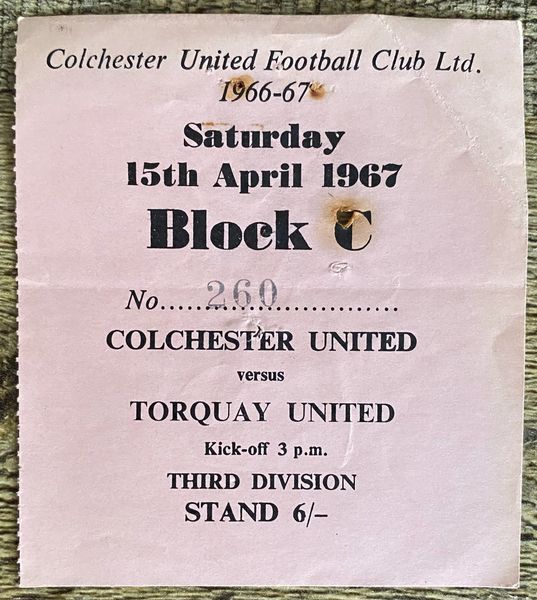 Colchester United Football Club Ltd.
1966-67
Saturday
15th April 1967
Block C
No..... 260 .....................
COLCHESTER UNITED
versus
TORQUAY UNITED
Kick-off 3 p.m.
THIRD DIVISION
STAND 6/–